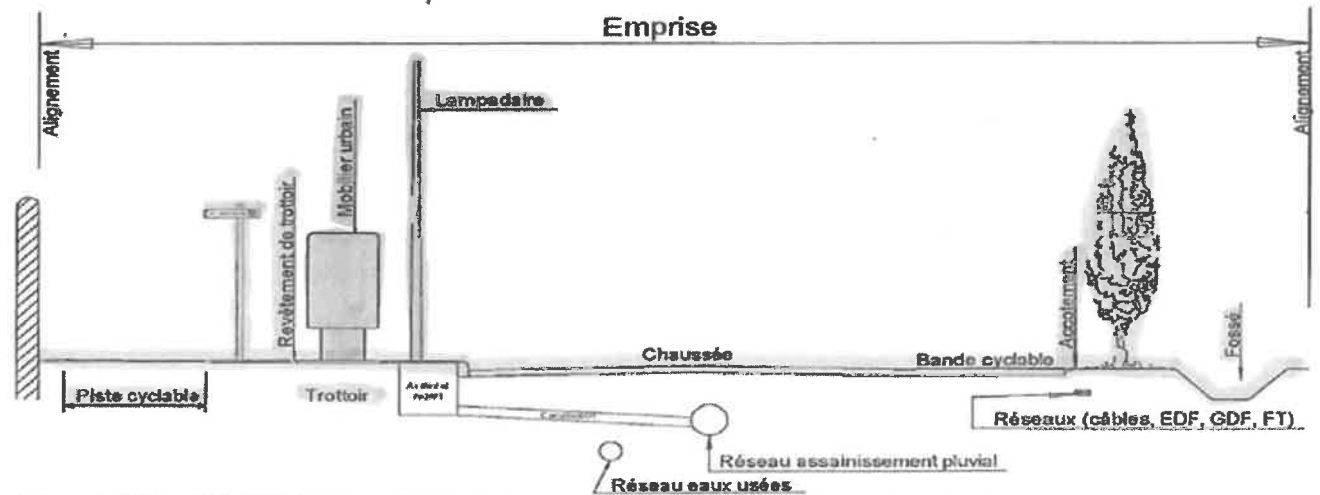 Emprise
Alignement
Alignement
Lampadaire
Mobilier urbain
Revêtement de trottoir
Accotement
Fossé
Chaussée
Bande cyclable
Piste cyclable
Trottoir
Réseaux (câbles, EDF, GDF, FT)
Réseau assainissement pluvial
Réseau eaux usées